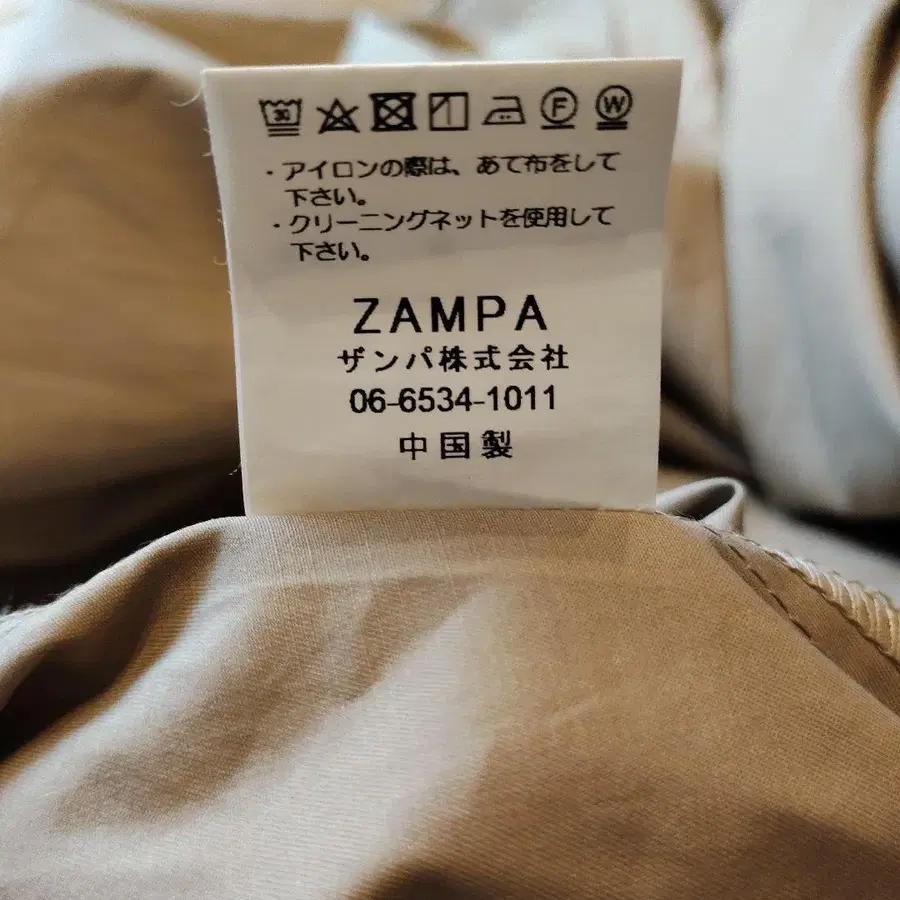 30 F W
・アイロンの際は、あて布をして
下さい。
・クリーニングネットを使用して
下さい。
ZAMPA
ザンパ株式会社
06-6534-1011
中国製